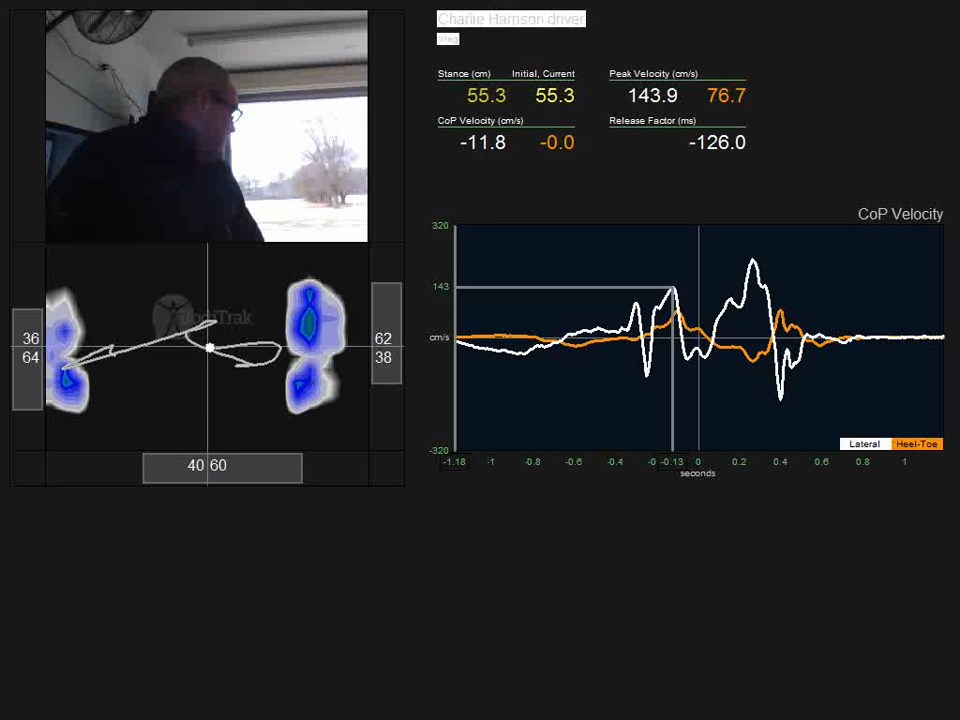 Charlie Harrison driver
Vreg
Stance (cm) Initial, Current
55.3 55.3
Peak Velocity (cm/s)
143.9 76.7
CoP Velocity (cm/s)
-11.8 -0.0
Release Factor (ms)
-126.0
CoP Velocity
320
143
cm/s
-320
-1.18 -1 -0.8 -0.6 -0.4 -0 -0.13 0 0.2 0.4 0.6 0.8 1
seconds
Lateral Heel-Toe
BodiTrak
36
64
62
38
40 60